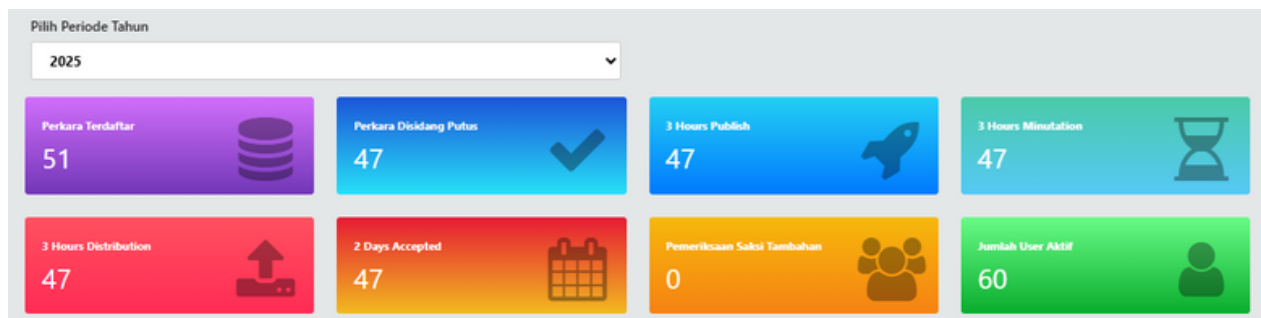 Pilih Periode Tahun
2025
Perkara Terdaftar
51
Perkara Disidang Putus
47
3 Hours Publish
47
3 Hours Minutation
47
3 Hours Distribution
47
2 Days Accepted
47
Pemeriksaan Saksi Tambahan
0
Jumlah User Aktif
60